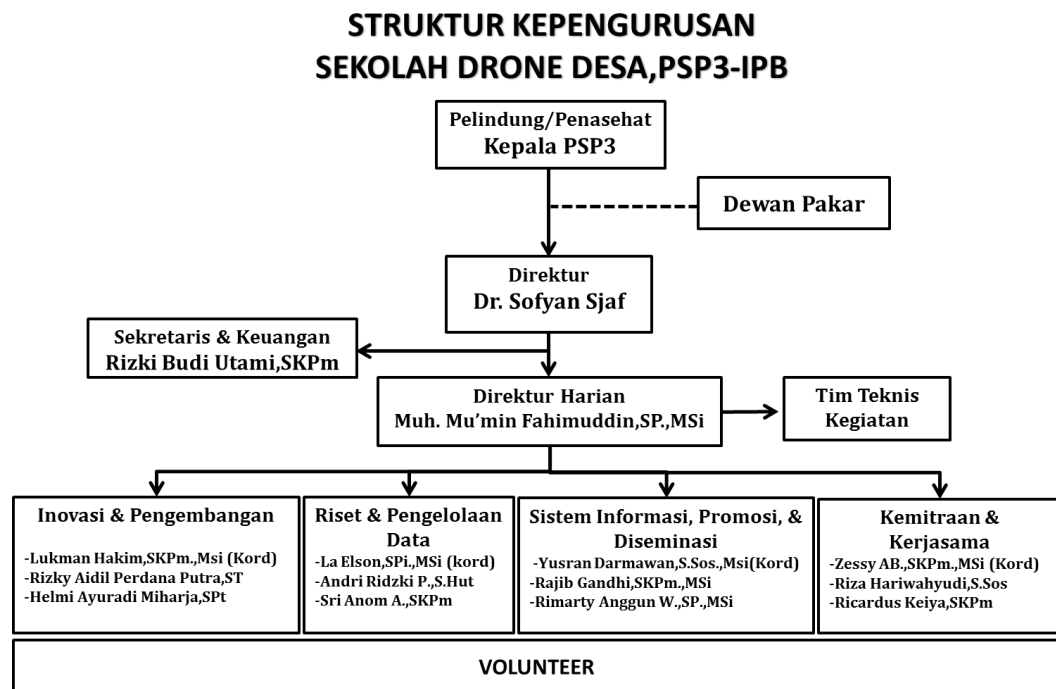 STRUKTUR KEPENGURUSAN
SEKOLAH DRONE DESA,PSP3-IPB
Pelindung/Penasehat
Kepala PSP3
Dewan Pakar
Direktur
Dr. Sofyan Sjaf
Sekretaris & Keuangan
Rizki Budi Utami,SKPm
Direktur Harian
Muh. Mu’min Fahimuddin,SP.,MSi
Tim Teknis
Kegiatan
Inovasi & Pengembangan
-Lukman Hakim,SKPm.,Msi (Kord)
-Rizky Aidil Perdana Putra,ST
-Helmi Ayuradi Miharja,SPt
Riset & Pengelolaan
Data
-La Elson,SPi.,MSi (kord)
-Andri Ridzki P.,S.Hut
-Sri Anom A.,SKPm
Sistem Informasi, Promosi, &
Diseminasi
-Yusran Darmawan,S.Sos.,Msi(Kord)
-Rajib Gandhi,SKPm.,MSi
-Rimarty Anggun W.,SP.,MSi
Kemitraan &
Kerjasama
-Zessy AB.,SKPm.,MSi (Kord)
-Riza Hariwahyudi,S.Sos
-Ricardus Keiya,SKPm
VOLUNTEER